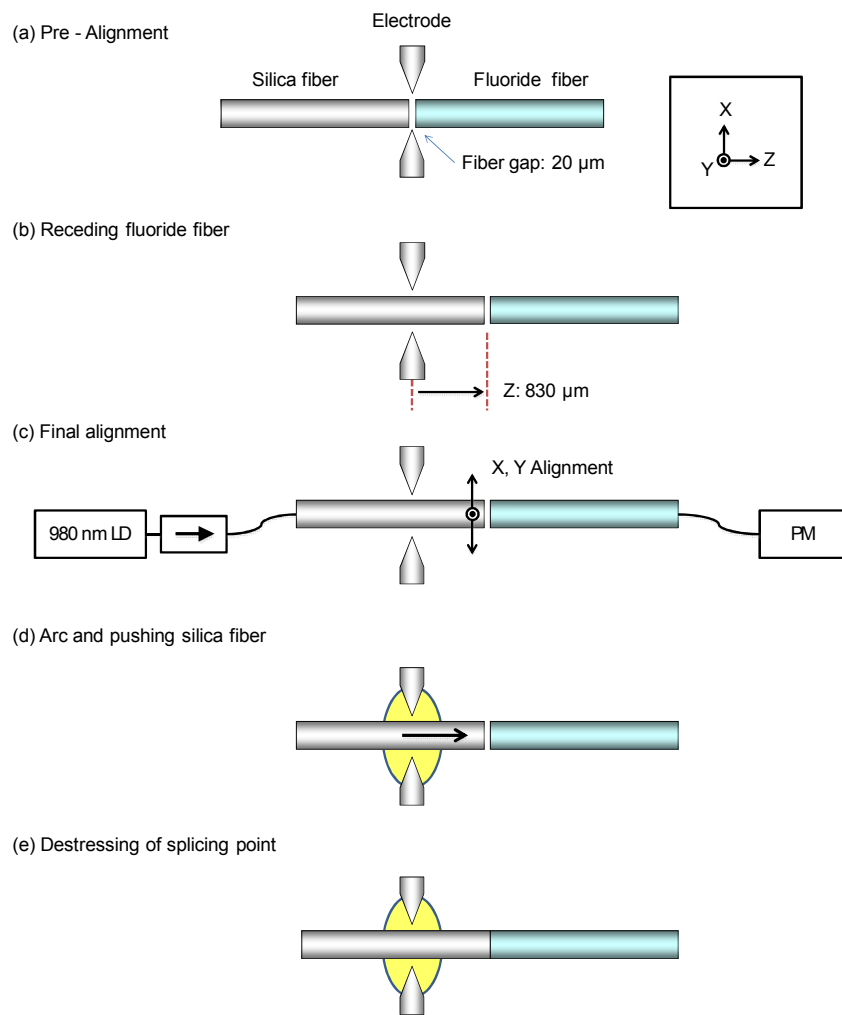 (a) Pre - Alignment
Electrode
Silica fiber
Fluoride fiber
Fiber gap: 20 µm
X
Y
Z
(b) Receding fluoride fiber
Z: 830 µm
(c) Final alignment
X, Y Alignment
980 nm LD
PM
(d) Arc and pushing silica fiber
(e) Destressing of splicing point